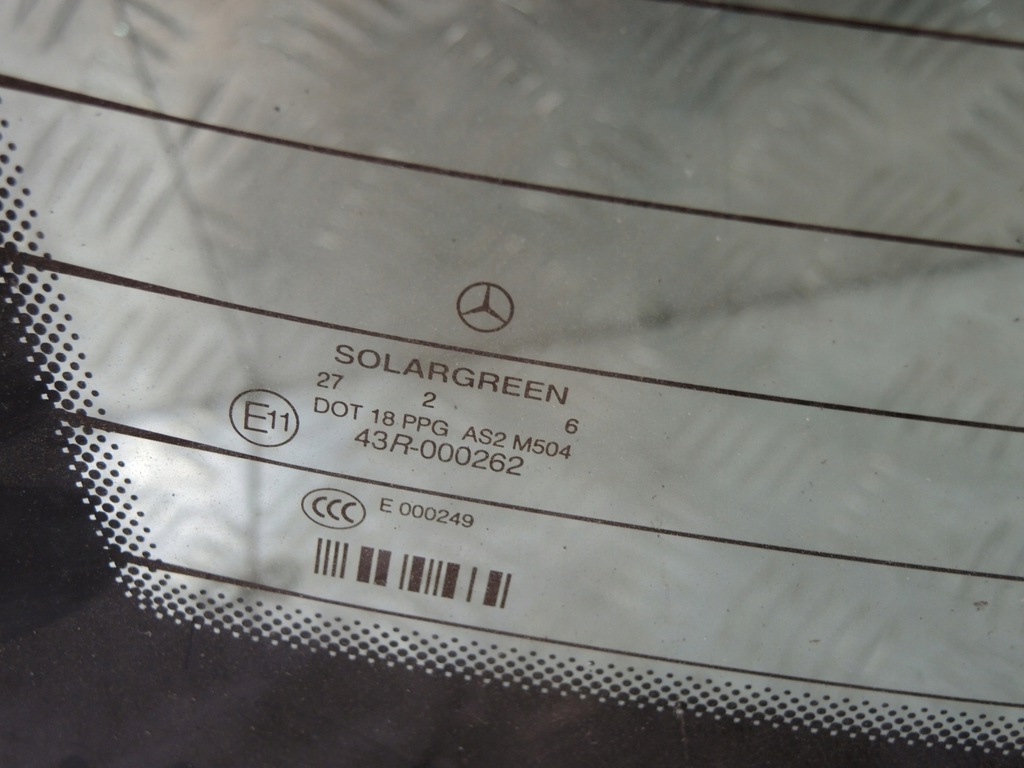 SOLARGREEN
27 2 6
E11 DOT 18 PPG AS2 M504
43R-000262
CCC E 000249